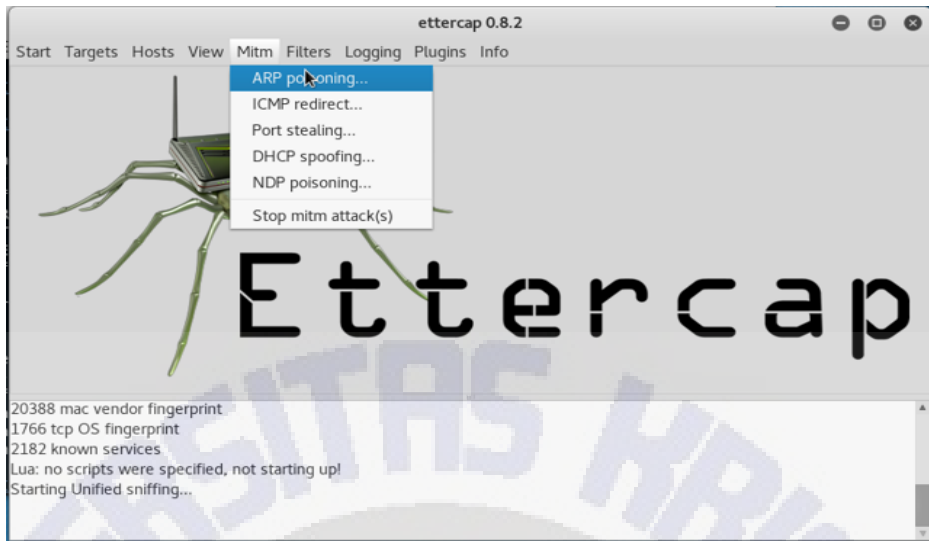 ettercap 0.8.2
Start Targets Hosts View Mitm Filters Logging Plugins Info
ARP poisoning...
ICMP redirect...
Port stealing...
DHCP spoofing...
NDP poisoning...
Stop mitm attack(s)
Ettercap
20388 mac vendor fingerprint
1766 tcp OS fingerprint
2182 known services
Lua: no scripts were specified, not starting up!
Starting Unified sniffing...